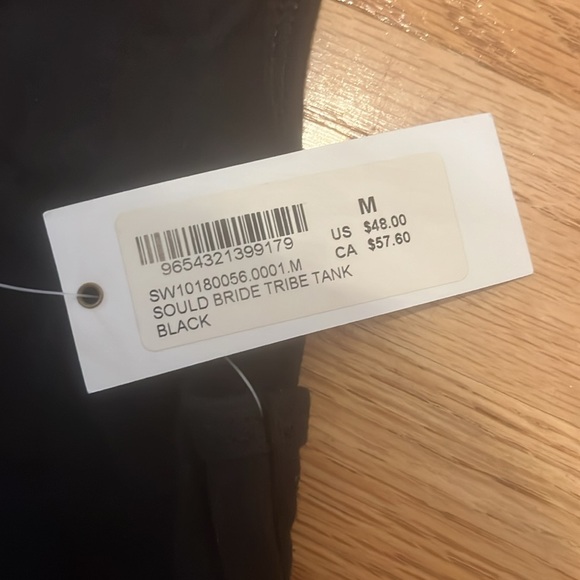 M
US $48.00
CA $57.60
9654321399179
SW10180056.0001.M
SOULD BRIDE TRIBE TANK
BLACK